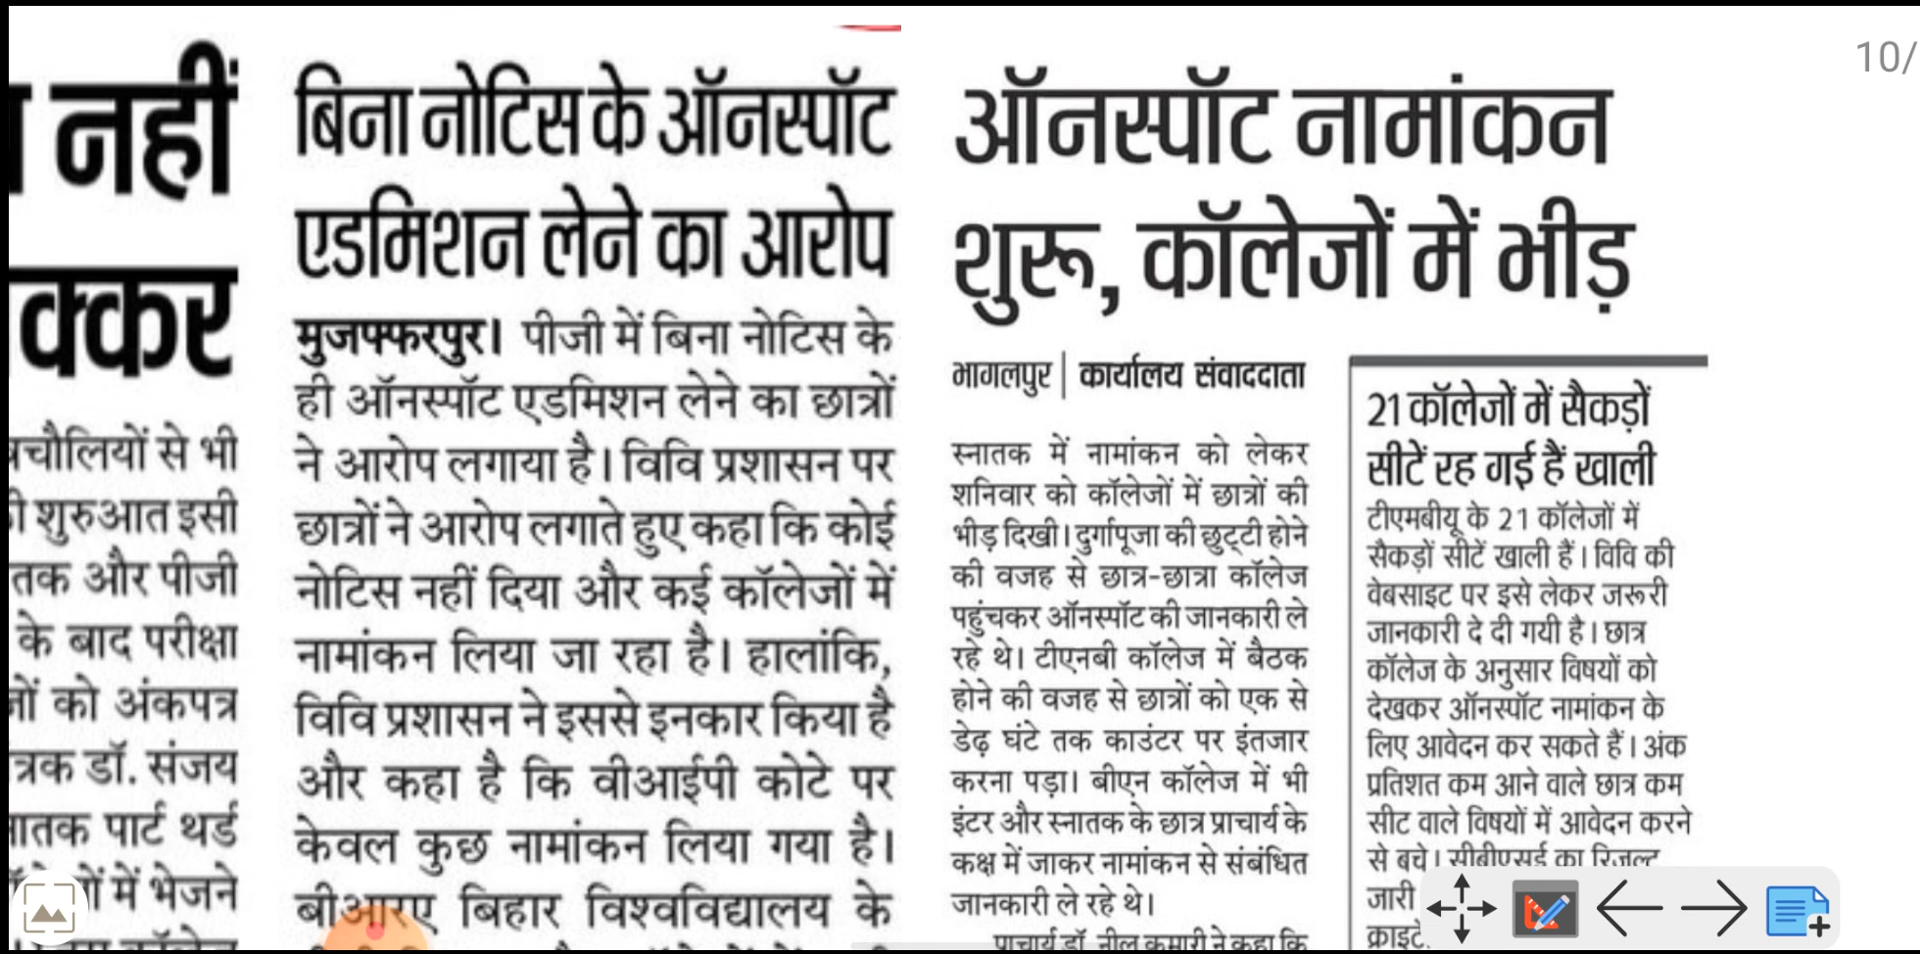 नहीं
क्कर
से भी
शुरुआत इसी
तक और पीजी
के बाद परीक्षा
को अंकपत्र
डॉ. संजय
पार्ट थर्ड
में भेजने
बिना नोटिस के ऑनस्पॉट
एडमिशन लेने का आरोप
मुजफ्फरपुर। पीजी में बिना नोटिस के
ही ऑनस्पॉट एडमिशन लेने का छात्रों
ने आरोप लगाया है। विवि प्रशासन पर
छात्रों ने आरोप लगाते हुए कहा कि कोई
नोटिस नहीं दिया और कई कॉलेजों में
नामांकन लिया जा रहा है। हालांकि,
विवि प्रशासन ने इससे इनकार किया है
और कहा है कि वीआईपी कोटे पर
केवल कुछ नामांकन लिया गया है।
बीआरए बिहार विश्वविद्यालय के
10/
ऑनस्पॉट नामांकन
शुरू, कॉलेजों में भीड़
भागलपुर | कार्यालय संवाददाता
स्नातक में नामांकन को लेकर
शनिवार को कॉलेजों में छात्रों की
भीड़ दिखी। दुर्गापूजा की छुट्टी होने
की वजह से छात्र-छात्रा कॉलेज
पहुंचकर ऑनस्पॉट की जानकारी ले
रहे थे। टीएनबी कॉलेज में बैठक
होने की वजह से छात्रों को एक से
डेढ़ घंटे तक काउंटर पर इंतजार
करना पड़ा। बीएन कॉलेज में भी
इंटर और स्नातक के छात्र प्राचार्य के
कक्ष में जाकर नामांकन से संबंधित
जानकारी ले रहे थे।
प्राचार्य डॉ. नीलू कुमारी ने कहा कि
21 कॉलेजों में सैकड़ों
सीटें रह गई हैं खाली
टीएमबीयू के 21 कॉलेजों में
सैकड़ों सीटें खाली हैं। विवि की
वेबसाइट पर इसे लेकर जरूरी
जानकारी दे दी गयी है। छात्र
कॉलेज के अनुसार विषयों को
देखकर ऑनस्पॉट नामांकन के
लिए आवेदन कर सकते हैं। अंक
प्रतिशत कम आने वाले छात्र कम
सीट वाले विषयों में आवेदन करने
से बचे। सीबीएसई का रिजल्ट
जारी